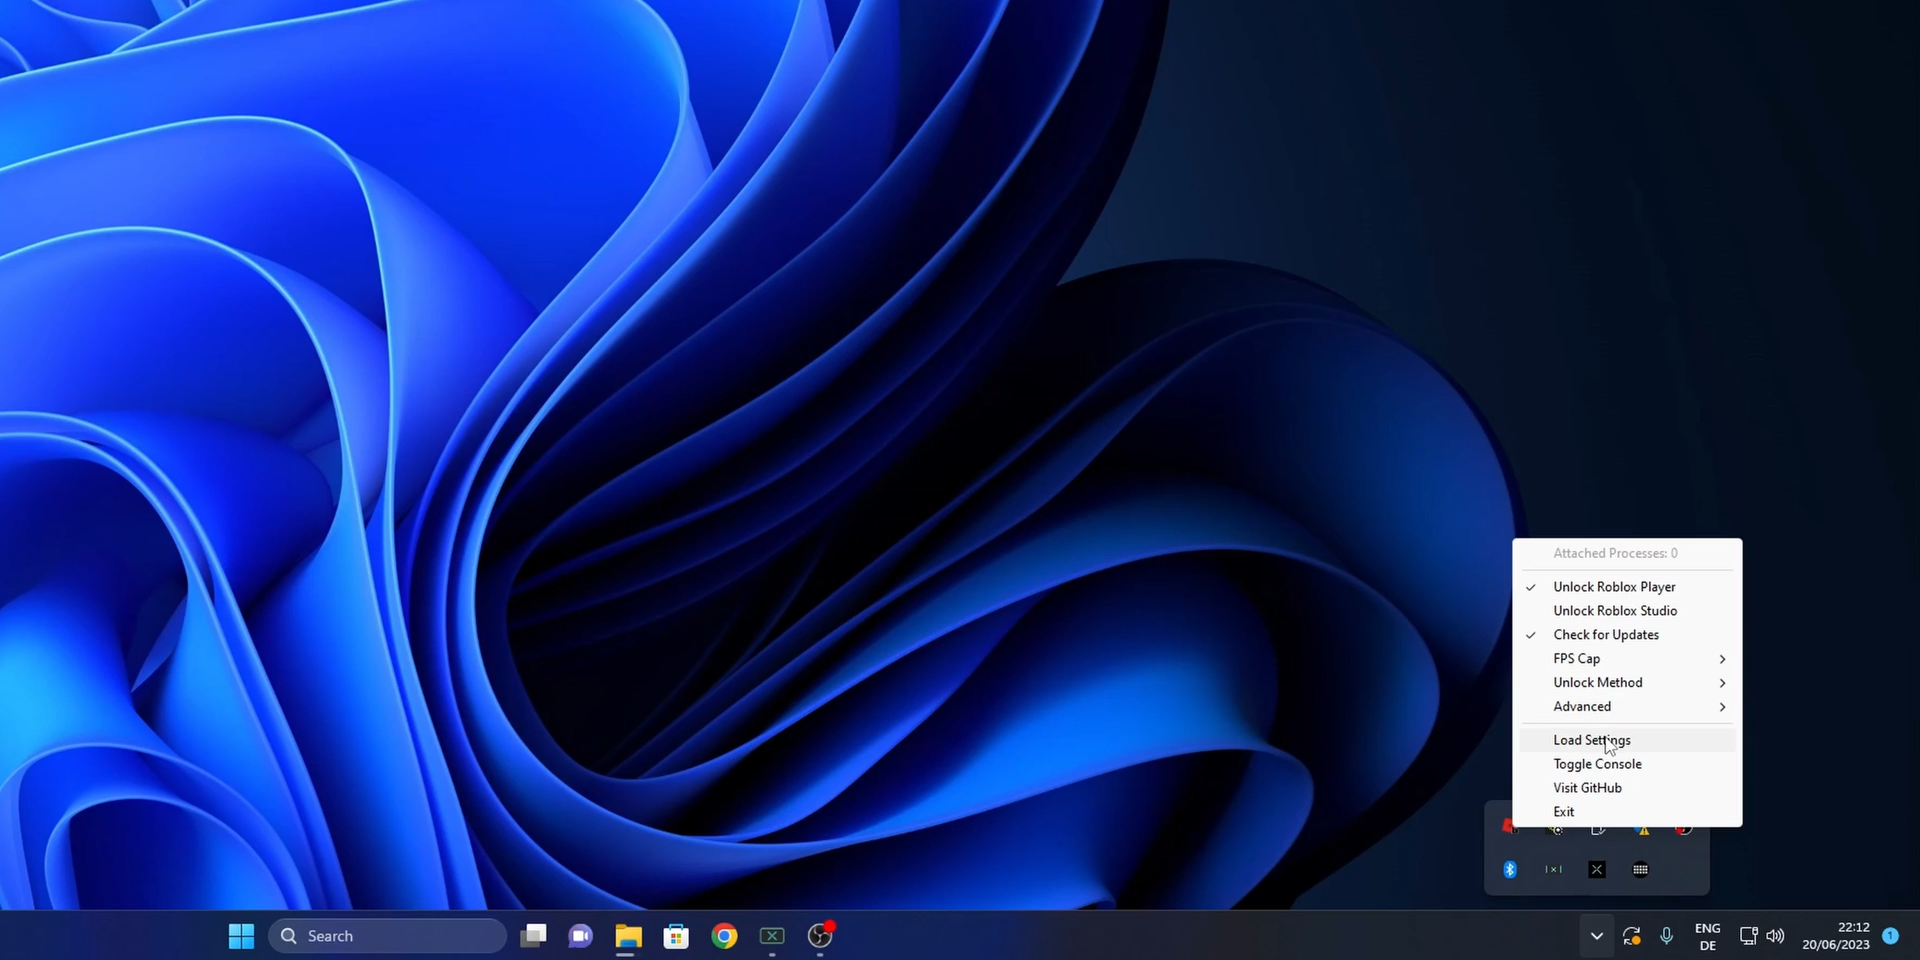 Attached Processes: 0
Unlock Roblox Player
Unlock Roblox Studio
Check for Updates
FPS Cap
Unlock Method
Advanced
Load Settings
Toggle Console
Visit GitHub
Exit
Search
ENG
DE
22:12
20/06/2023
1